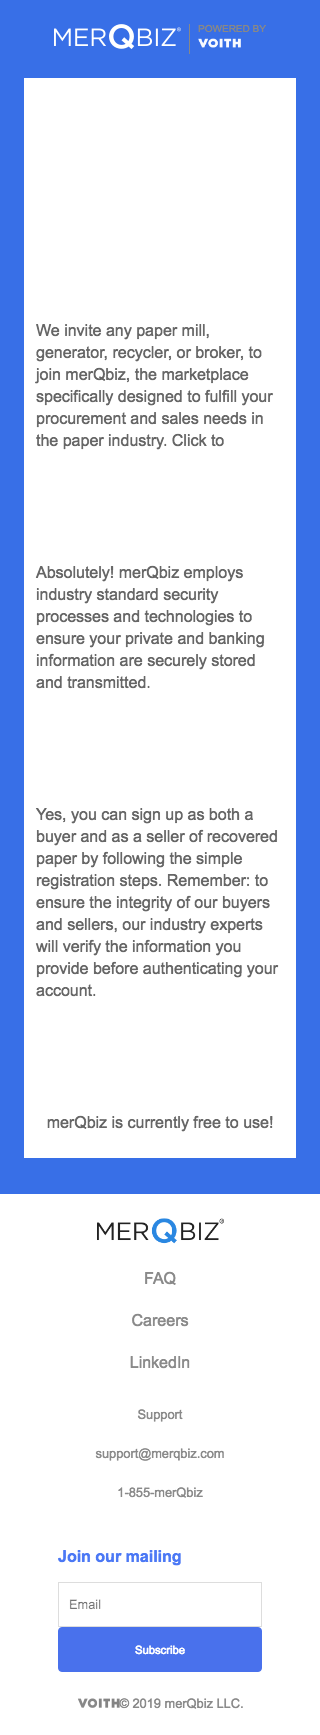 MERQBIZ® POWERED BY
VOITH
We invite any paper mill,
generator, recycler, or broker, to
join merQbiz, the marketplace
specifically designed to fulfill your
procurement and sales needs in
the paper industry. Click to
Absolutely! merQbiz employs
industry standard security
processes and technologies to
ensure your private and banking
information are securely stored
and transmitted.
Yes, you can sign up as both a
buyer and as a seller of recovered
paper by following the simple
registration steps. Remember: to
ensure the integrity of our buyers
and sellers, our industry experts
will verify the information you
provide before authenticating your
account.
merQbiz is currently free to use!
MERQBIZ®
FAQ
Careers
LinkedIn
Support
support@merqbiz.com
1-855-merQbiz
Join our mailing
Email
Subscribe
VOITH© 2019 merQbiz LLC.